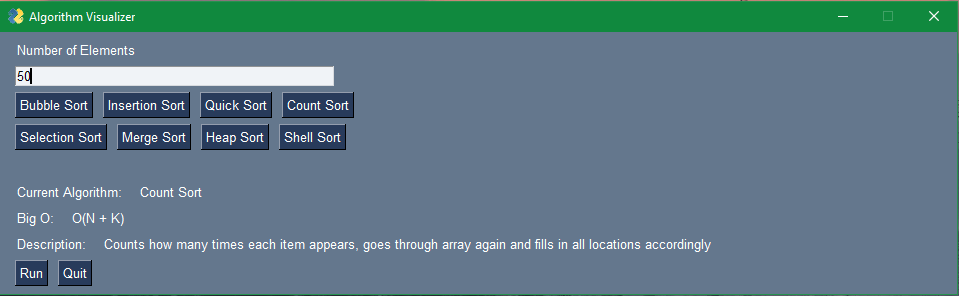 Algorithm Visualizer
Number of Elements
50
Bubble Sort Insertion Sort Quick Sort Count Sort
Selection Sort Merge Sort Heap Sort Shell Sort
Current Algorithm: Count Sort
Big O: O(N + K)
Description: Counts how many times each item appears, goes through array again and fills in all locations accordingly
Run Quit